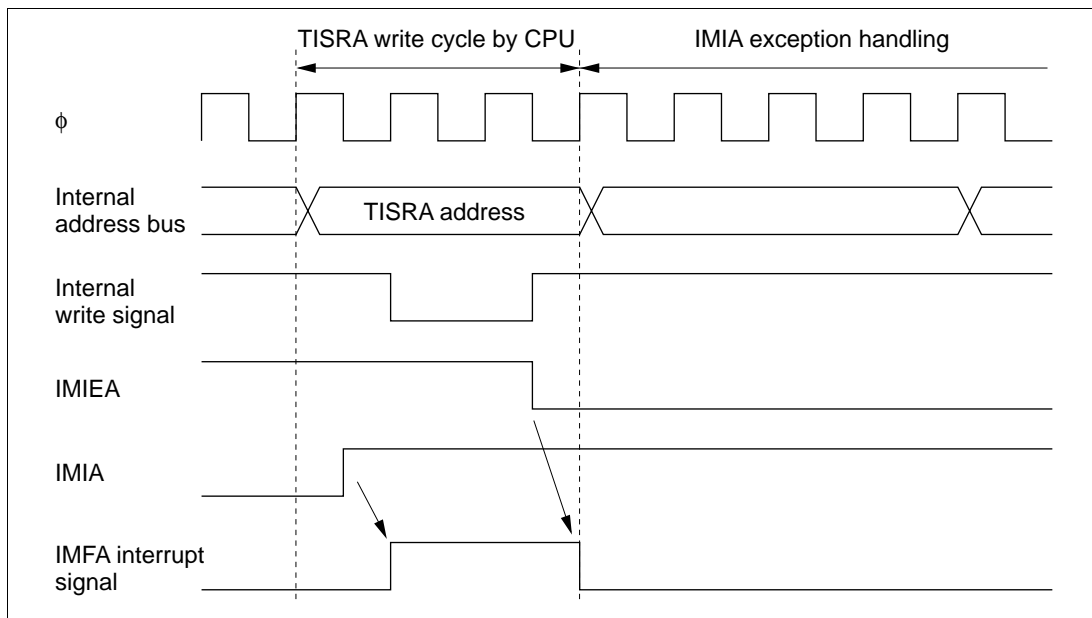 TISRA write cycle by CPU
IMIA exception handling
ϕ
Internal
address bus
TISRA address
Internal
write signal
IMIEA
IMIA
IMFA interrupt
signal